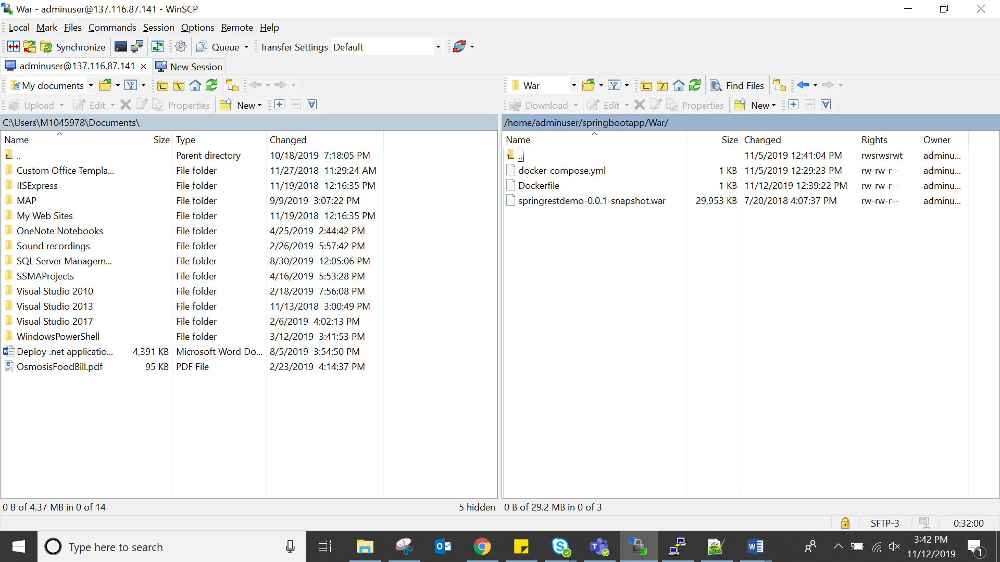 War - adminuser@137.116.87.141 - WinSCP
Local Mark Files Commands Session Options Remote Help
Synchronize Queue Transfer Settings Default
adminuser@137.116.87.141 New Session
My documents War Find Files
Upload Edit Properties New Download Edit Properties New
C:\Users\M1045978\Documents\ /home/adminuser/springbootapp/War/
Name Size Type Changed
.. Parent directory 10/18/2019 7:18:05 PM
Custom Office Templa... File folder 11/27/2018 11:29:24 AM
IISExpress File folder 11/19/2018 12:16:35 PM
MAP File folder 9/9/2019 3:07:22 PM
My Web Sites File folder 11/19/2018 12:16:35 PM
OneNote Notebooks File folder 4/25/2019 2:44:42 PM
Sound recordings File folder 2/26/2019 5:57:42 PM
SQL Server Managem... File folder 8/30/2019 12:05:06 PM
SSMAProjects File folder 4/16/2019 5:53:28 PM
Visual Studio 2010 File folder 2/18/2019 7:56:08 PM
Visual Studio 2013 File folder 11/13/2018 3:00:49 PM
Visual Studio 2017 File folder 2/6/2019 4:02:13 PM
WindowsPowerShell File folder 3/12/2019 3:41:53 PM
Deploy .net applicatio... 4,391 KB Microsoft Word Do... 8/5/2019 3:54:50 PM
OsmosisFoodBill.pdf 95 KB PDF File 2/23/2019 4:14:37 PM
Name Size Changed Rights Owner
.. 11/5/2019 12:41:04 PM rwsrwsrwt adminu...
docker-compose.yml 1 KB 11/5/2019 12:29:23 PM rw-rw-r-- adminu...
Dockerfile 1 KB 11/12/2019 12:39:22 PM rw-rw-r-- adminu...
springrestdemo-0.0.1-snapshot.war 29,953 KB 7/20/2018 4:07:37 PM rw-rw-r-- adminu...
0 B of 4.37 MB in 0 of 14 5 hidden 0 B of 29.2 MB in 0 of 3
SFTP-3 0:32:00
Type here to search
3:42 PM
11/12/2019
1